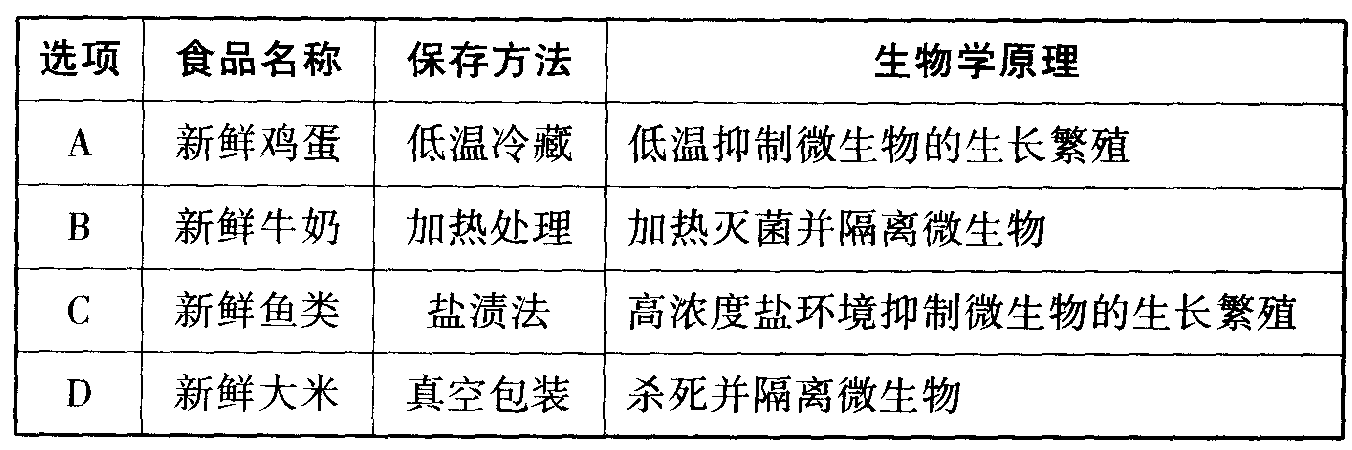 选项 食品名称 保存方法 生物学原理
A 新鲜鸡蛋 低温冷藏 低温抑制微生物的生长繁殖
B 新鲜牛奶 加热处理 加热灭菌并隔离微生物
C 新鲜鱼类 盐渍法 高浓度盐环境抑制微生物的生长繁殖
D 新鲜大米 真空包装 杀死并隔离微生物